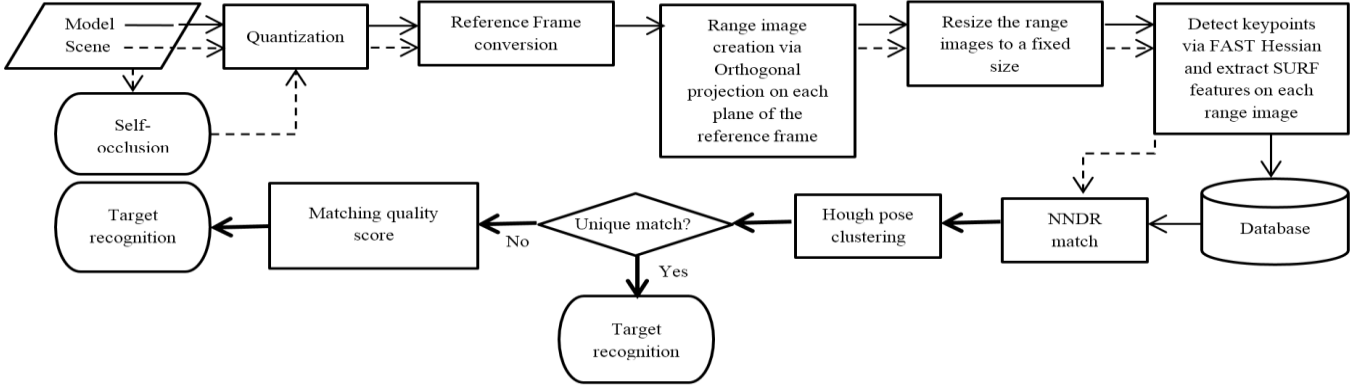 Model
Scene
Quantization
Reference Frame
conversion
Range image
creation via
Orthogonal
projection on each
plane of the
reference frame
Resize the range
images to a fixed
size
Detect keypoints
via FAST Hessian
and extract SURF
features on each
range image
Self-
occlusion
Target
recognition
Matching quality
score
No
Unique match?
Yes
Hough pose
clustering
NNDR
match
Database
Target
recognition